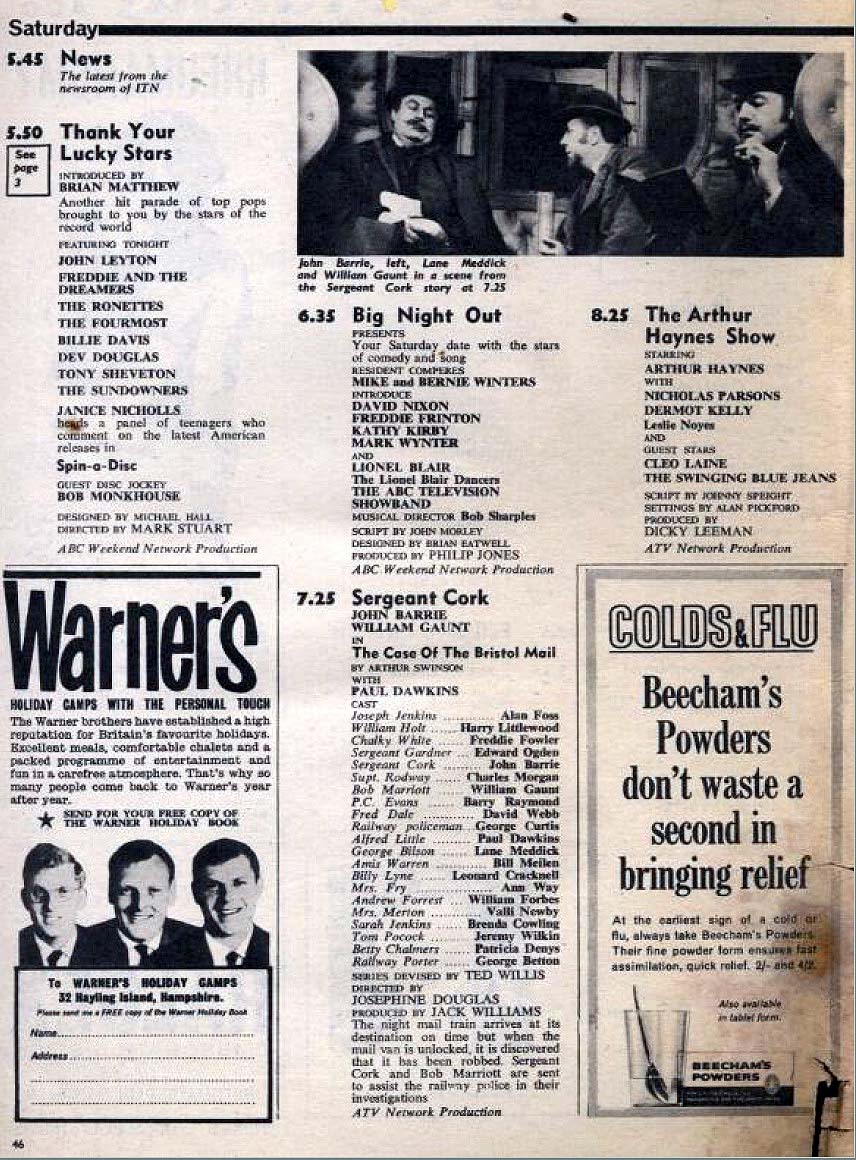 Saturday
5.45 News
The latest from the
newsroom of ITN
5.50 Thank Your
Lucky Stars
See
page
3
INTRODUCED BY
BRIAN MATTHEW
Another hit parade of top pops
brought to you by the stars of the
record world
FEATURING TONIGHT
JOHN LEYTON
FREDDIE AND THE
DREAMERS
THE RONETTES
THE FOURMOST
BILLIE DAVIS
DEV DOUGLAS
TONY SHEVETON
THE SUNDOWNERS
JANICE NICHOLLS
heads a panel of teenagers who
comment on the latest American
releases in
Spin-a-Disc
GUEST DISC JOCKEY
BOB MONKHOUSE
DESIGNED BY MICHAEL HALL
DIRECTED BY MARK STUART
ABC Weekend Network Production
John Barrie, left, Lane Meddick
and William Gaunt in a scene from
the Sergeant Cork story at 7.25
6.35 Big Night Out
PRESENTS
Your Saturday date with the stars
of comedy and song
RESIDENT COMPERES
MIKE and BERNIE WINTERS
INTRODUCE
DAVID NIXON
FREDDIE FRINTON
KATHY KIRBY
MARK WYNTER
AND
LIONEL BLAIR
The Lionel Blair Dancers
THE ABC TELEVISION
SHOWBAND
MUSICAL DIRECTOR Bob Sharples
SCRIPT BY JOHN MORLEY
DESIGNED BY BRIAN EATWELL
PRODUCED BY PHILIP JONES
ABC Weekend Network Production
7.25 Sergeant Cork
JOHN BARRIE
WILLIAM GAUNT
IN
The Case Of The Bristol Mail
BY ARTHUR SWINSON
WITH
PAUL DAWKINS
CAST
Joseph Jenkins ............ Alan Foss
William Holt ...... Harry Littlewood
Chalky White ...... Freddie Fowler
Sergeant Gardner ... Edward Ogden
Sergeant Cork ......... John Barrie
Supt. Rodway ...... Charles Morgan
Bob Marriott ...... William Gaunt
P.C. Evans ...... Barry Raymond
Fred Dale ............ David Webb
Railway policeman George Curtis
Alfred Little ......... Paul Dawkins
George Bilson ...... Lane Meddick
Amis Warren ............ Bill Meilen
Billy Lyne ...... Leonard Cracknell
Mrs. Fry .................. Ann Way
Andrew Forrest ... William Forbes
Mrs. Merton ......... Valli Newby
Sarah Jenkins ...... Brenda Cowling
Tom Pocock ......... Jeremy Wilkin
Betty Chalmers ...... Patricia Denys
Railway Porter ...... George Betton
SERIES DEVISED BY TED WILLIS
DIRECTED BY
JOSEPHINE DOUGLAS
PRODUCED BY JACK WILLIAMS
The night mail train arrives at its
destination on time but when the
mail van is unlocked, it is discovered
that it has been robbed. Sergeant
Cork and Bob Marriott are sent
to assist the railway police in their
investigations
ATV Network Production
8.25 The Arthur
Haynes Show
STARRING
ARTHUR HAYNES
WITH
NICHOLAS PARSONS
DERMOT KELLY
Leslie Noyes
AND
GUEST STARS
CLEO LAINE
THE SWINGING BLUE JEANS
SCRIPT BY JOHNNY SPEIGHT
SETTINGS BY ALAN PICKFORD
PRODUCED BY
DICKY LEEMAN
ATV Network Production
Warner's
HOLIDAY CAMPS WITH THE PERSONAL TOUCH
The Warner brothers have established a high
reputation for Britain's favourite holidays.
Excellent meals, comfortable chalets and a
packed programme of entertainment and
fun in a carefree atmosphere. That's why so
many people come back to Warner's year
after year.
★ SEND FOR YOUR FREE COPY OF
THE WARNER HOLIDAY BOOK
To WARNER'S HOLIDAY CAMPS
32 Hayling Island, Hampshire.
Please send me a FREE copy of the Warner Holiday Book
Name
Address
COLDS & FLU
Beecham's
Powders
don't waste a
second in
bringing relief
At the earliest sign of a cold or
flu, always take Beecham's Powders.
Their fine powder form ensures fast
assimilation, quick relief. 2/- and 4/2.
Also available
in tablet form.
BEECHAM'S
POWDERS
46